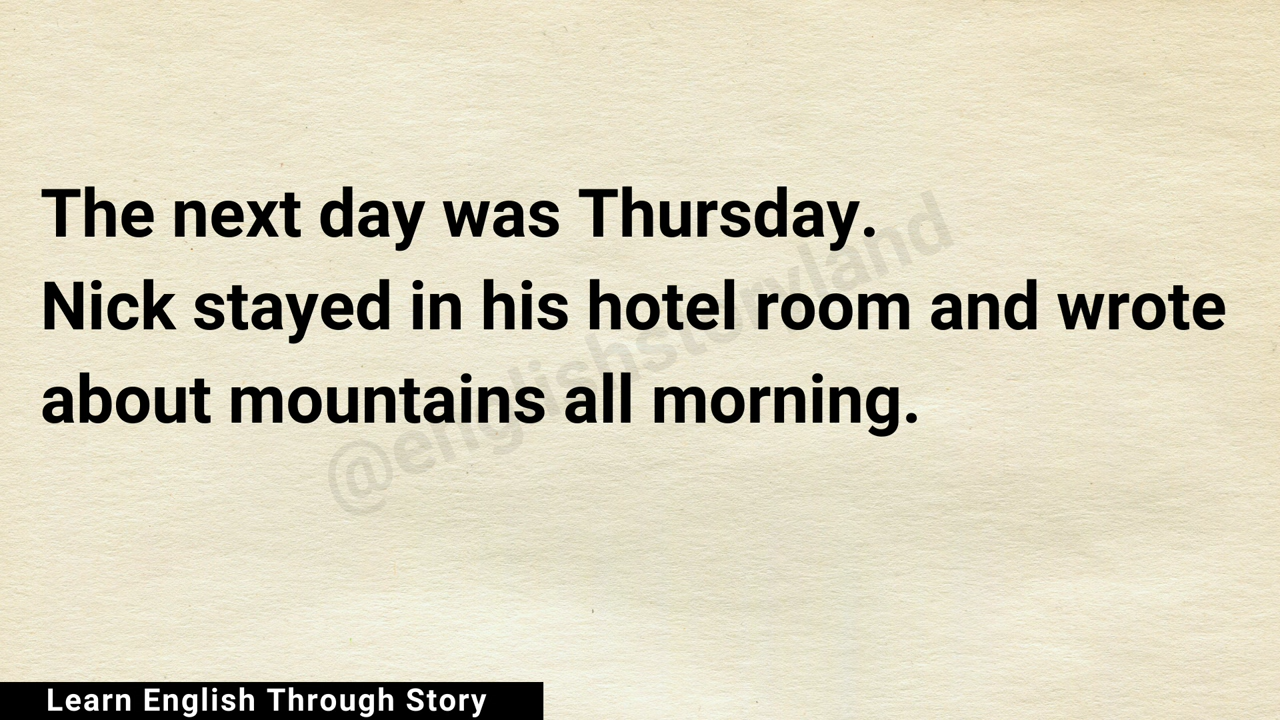 The next day was Thursday.
Nick stayed in his hotel room and wrote
about mountains all morning.
@englishstoryland
Learn English Through Story